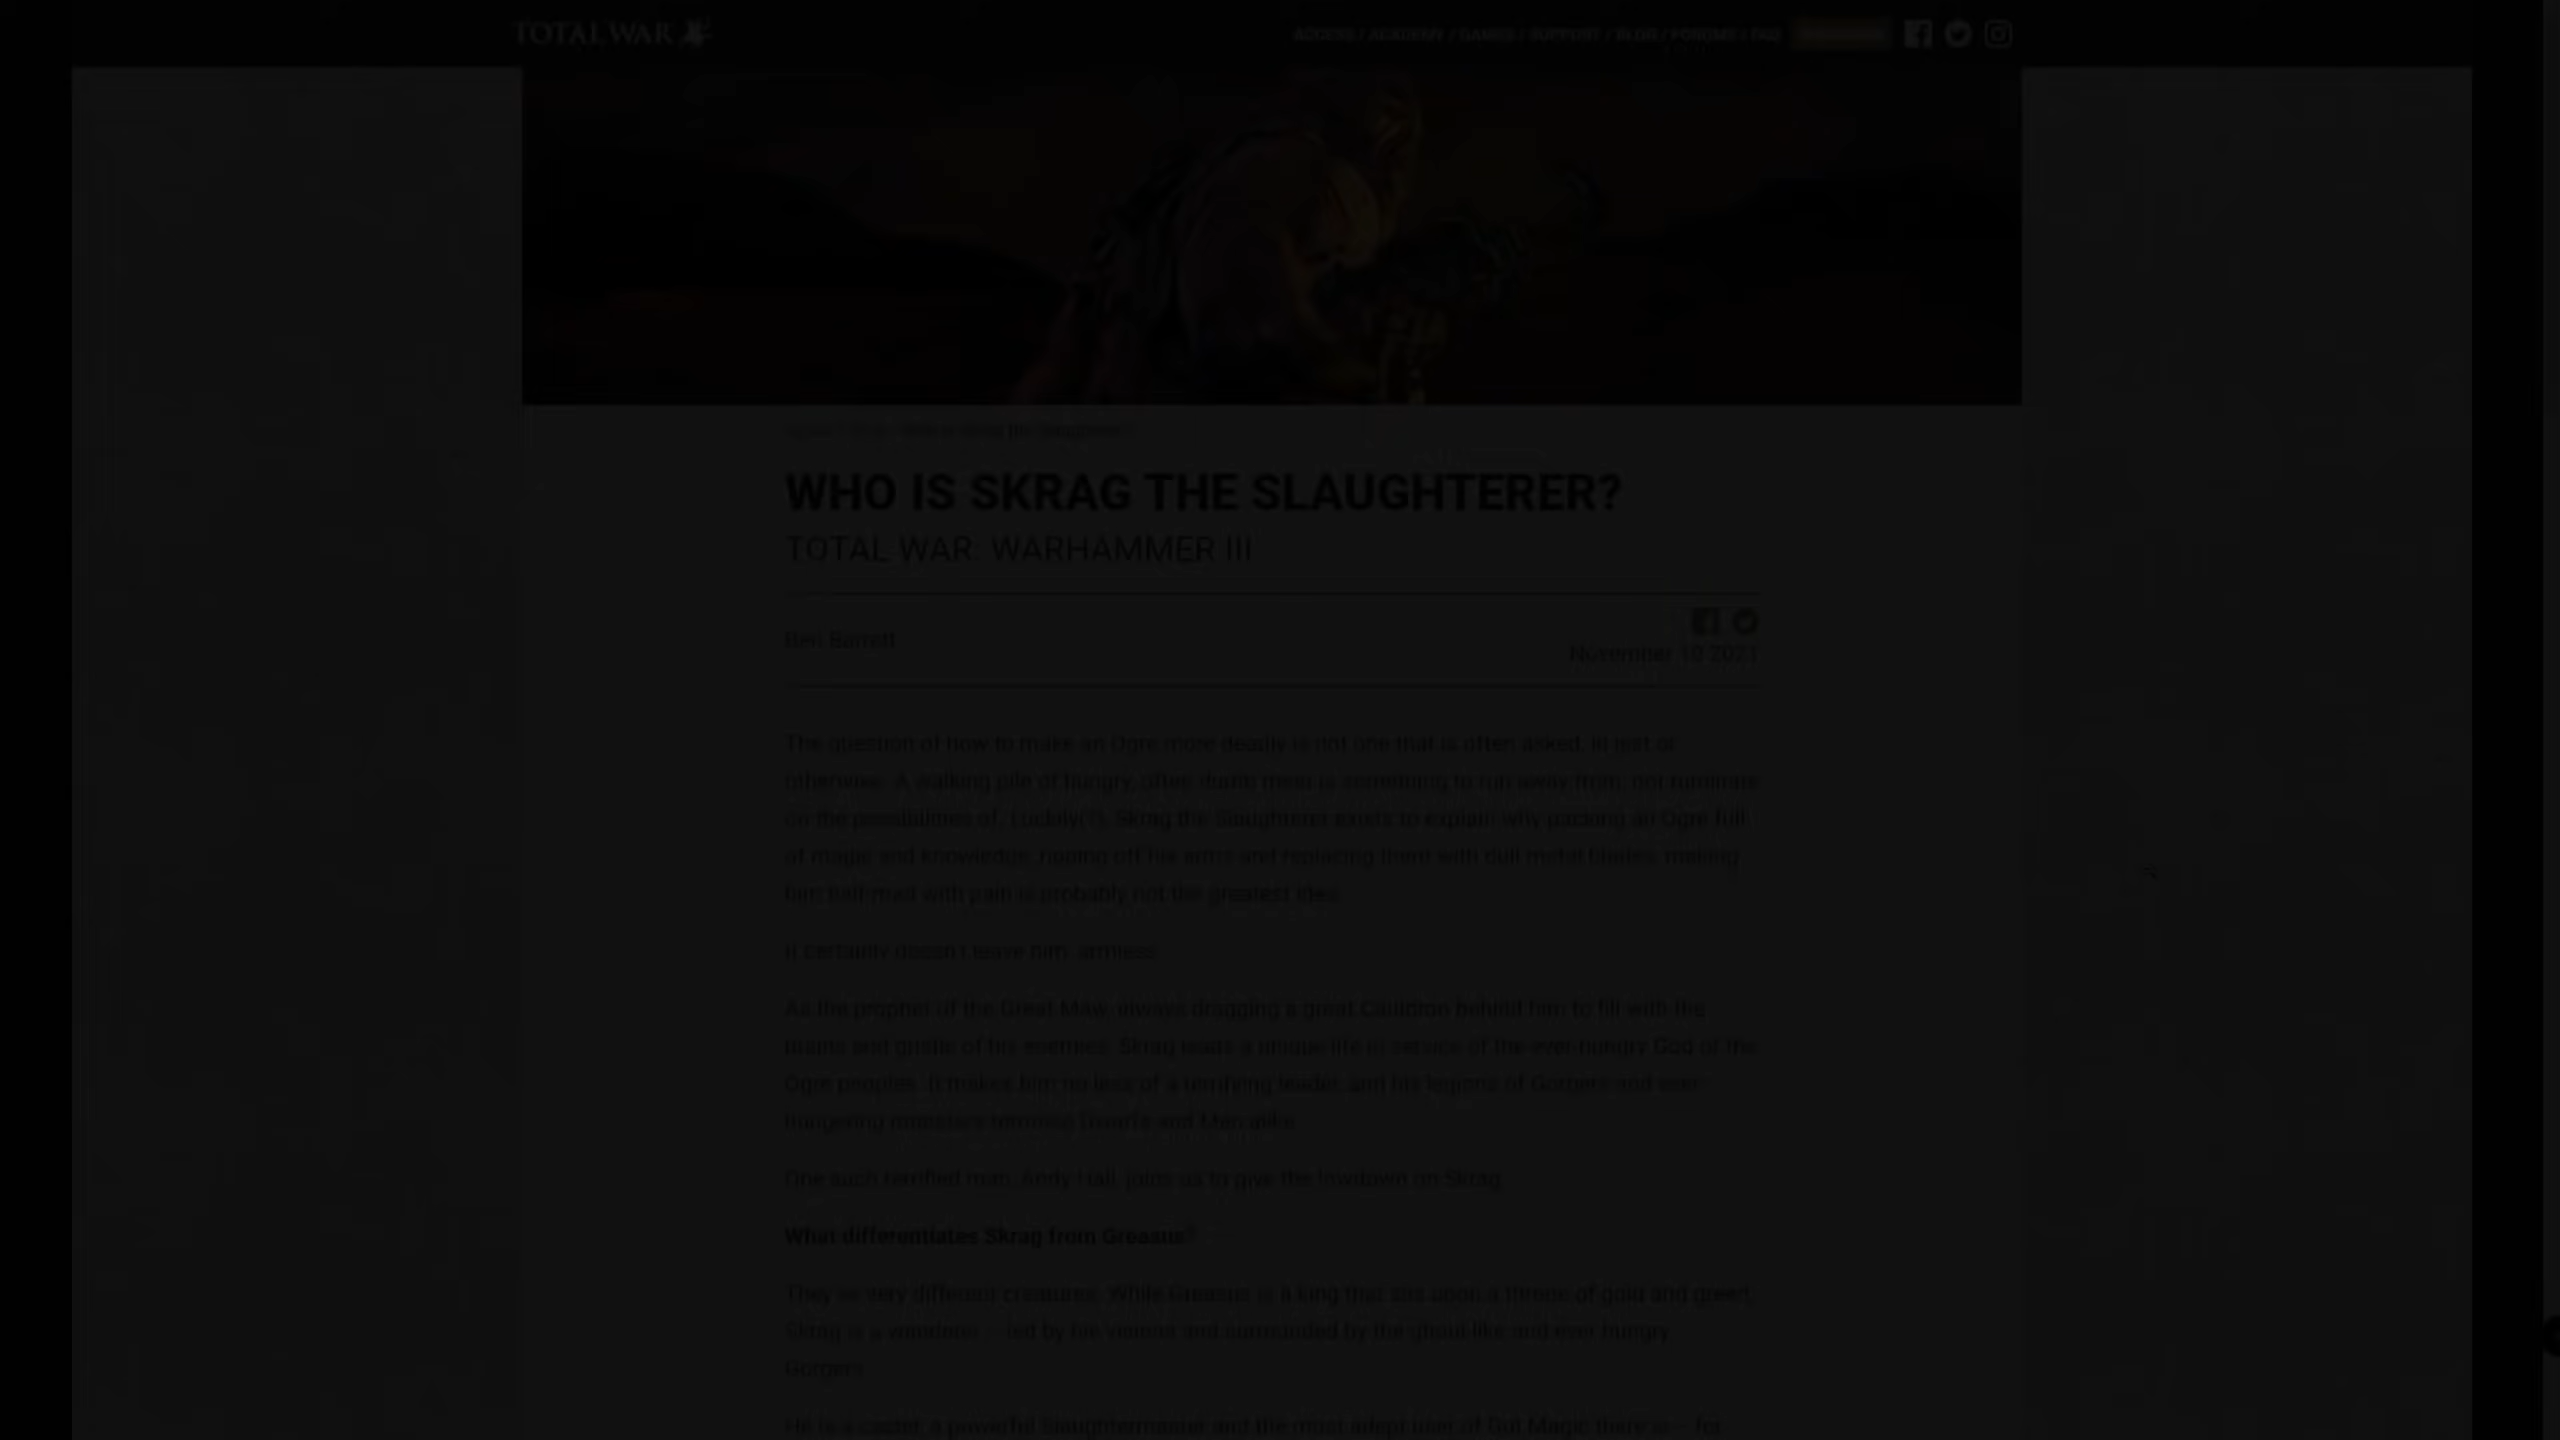 TOTAL WAR
ACCESS / ACADEMY / GAMES / SUPPORT / BLOG / FORUMS / FAQ
WHO IS SKRAG THE SLAUGHTERER?
TOTAL WAR: WARHAMMER III
Ben Barrett
November 10 2021
The question of how to make an Ogre more deadly is not one that is often asked, in jest or
otherwise. A walking pile of hungry, often dumb meat is something to run away from, not ruminate
on the possibilities of. Luckily(?), Skrag the Slaughterer exists to explain why packing an Ogre full
of magic and knowledge, ripping off his arms and replacing them with dull metal blades, making
him half-mad with pain is probably not the greatest idea.
It certainly doesn't leave him 'armless.
As the prophet of the Great Maw, always dragging a great Cauldron behind him to fill with the
brains and gristle of his enemies, Skrag leads a unique life in service of the ever-hungry God of the
Ogre peoples. It makes him no less of a terrifying leader, and his legions of Gorgers and ever-
hungering monsters terrorise Dwarfs and Men alike.
One such terrified man, Andy Hall, joins us to give the lowdown on Skrag.
What differentiates Skrag from Greasus?
They're very different creatures. While Greasus is a king that sits upon a throne of gold and greed,
Skrag is a wanderer – led by his visions and surrounded by the ghoul-like and ever-hungry
Gorgers.
He is a caster, a powerful Slaughtermaster and the most adept user of Gut Magic there is – for